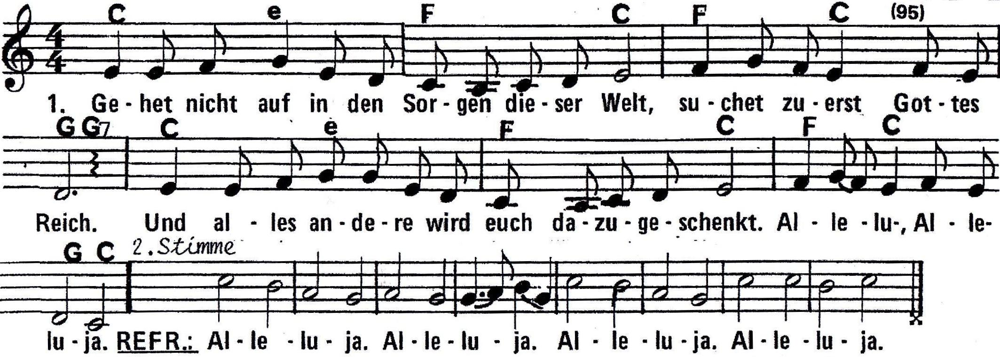 C e F C F C (95)
4
4
1. Ge - het nicht auf in den Sor - gen die - ser Welt, su - chet zu - erst Got - tes
G G7 C e F C F C
Reich. Und al - les an - de - re wird euch da - zu - ge - schenkt. Al - le - lu-, Al - le-
G C 2. Stimme
lu - ja. REFR.: Al - le - lu - ja. Al - le - lu - ja. Al - le - lu - ja. Al - le - lu - ja.